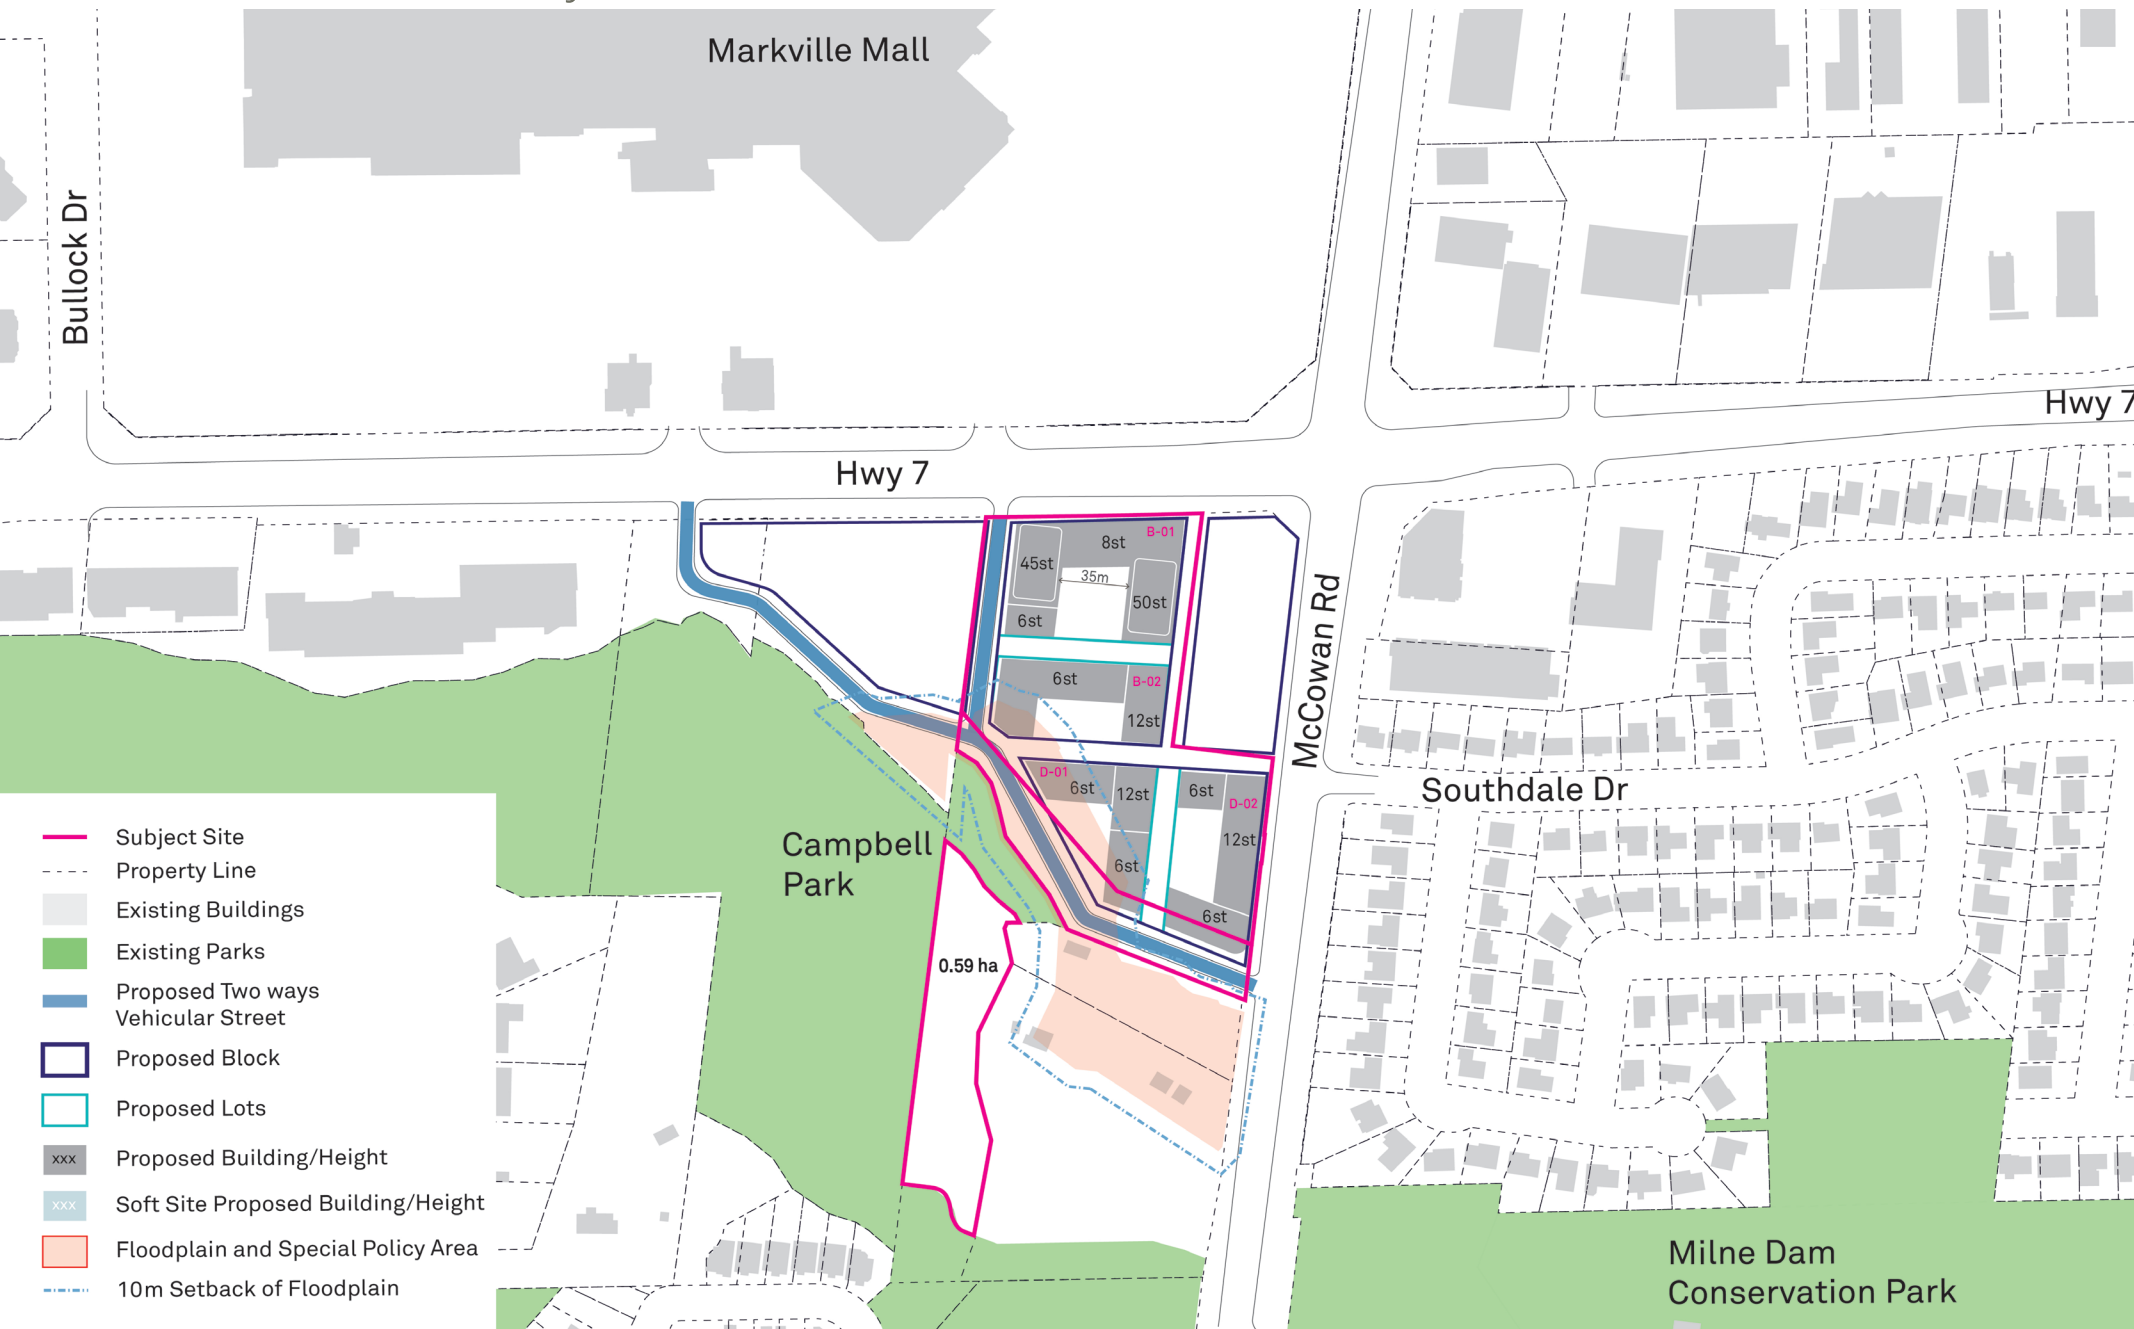 Markville Mall
Bullock Dr
Hwy 7
Hwy 7
B-01
8st
45st
35m
50st
6st
6st
B-02
12st
McCowan Rd
D-01
6st
12st
6st
D-02
12st
6st
6st
Southdale Dr
Campbell
Park
0.59 ha
Subject Site
Property Line
Existing Buildings
Existing Parks
Proposed Two ways
Vehicular Street
Proposed Block
Proposed Lots
xxx
Proposed Building/Height
xxx
Soft Site Proposed Building/Height
Floodplain and Special Policy Area
10m Setback of Floodplain
Milne Dam
Conservation Park